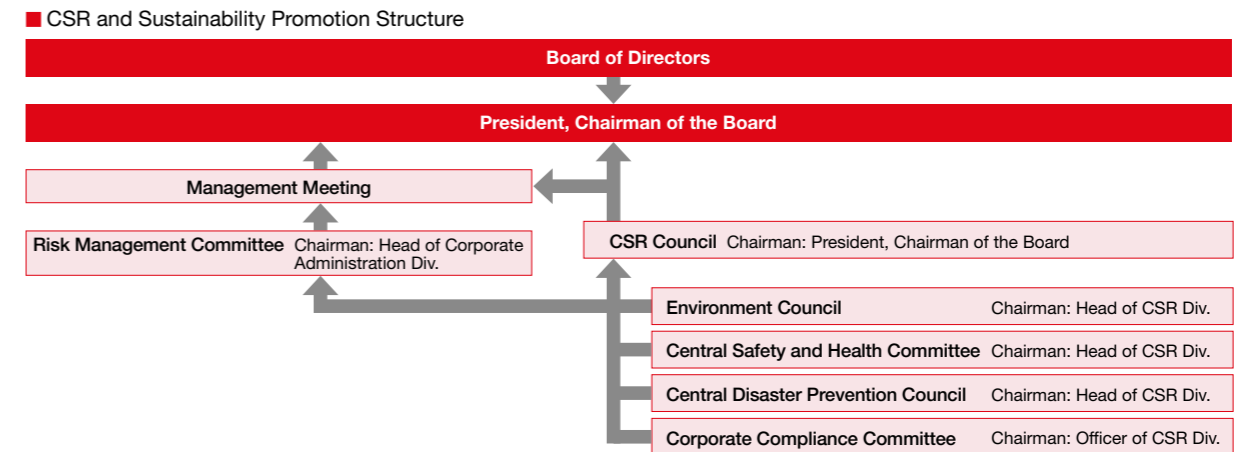 CSR and Sustainability Promotion Structure
Board of Directors
President, Chairman of the Board
Management Meeting
Risk Management Committee Chairman: Head of Corporate
Administration Div.
CSR Council Chairman: President, Chairman of the Board
Environment Council Chairman: Head of CSR Div.
Central Safety and Health Committee Chairman: Head of CSR Div.
Central Disaster Prevention Council Chairman: Head of CSR Div.
Corporate Compliance Committee Chairman: Officer of CSR Div.